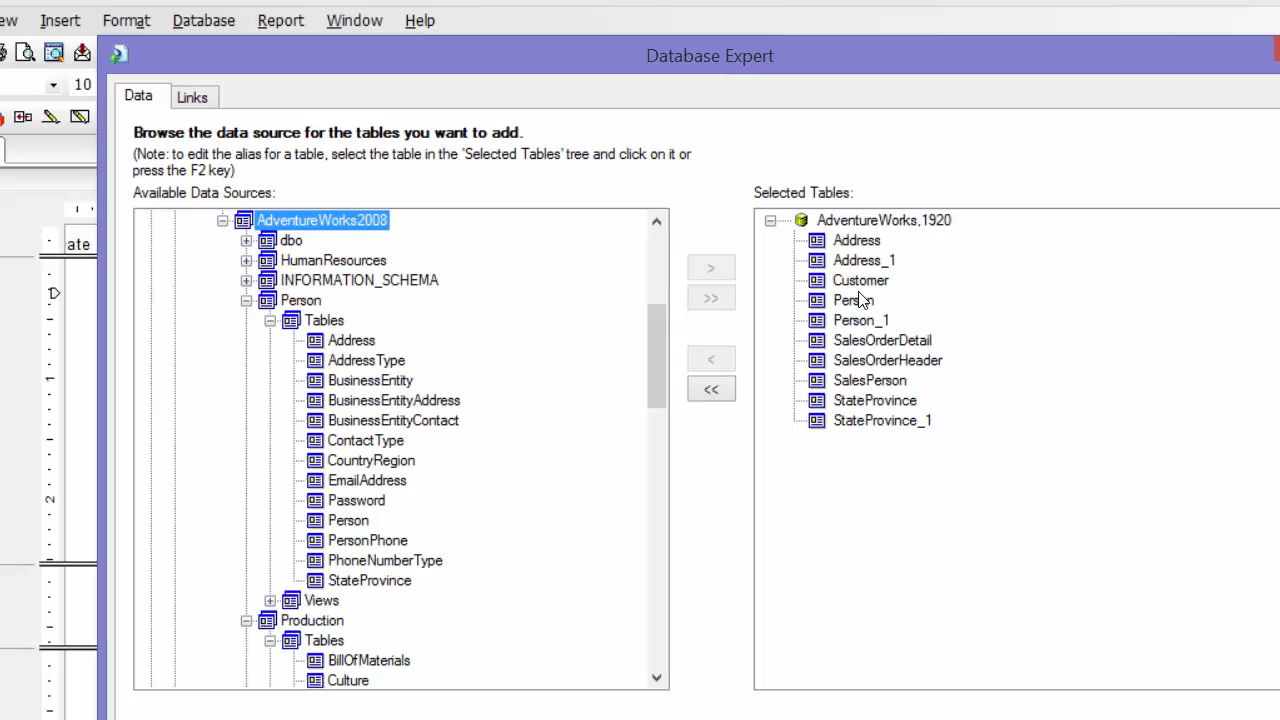 ew Insert Format Database Report Window Help
Database Expert
10
Data Links
Browse the data source for the tables you want to add.
(Note: to edit the alias for a table, select the table in the 'Selected Tables' tree and click on it or
press the F2 key)
Available Data Sources:
Selected Tables:
ate
1
2
AdventureWorks2008
dbo
HumanResources
INFORMATION_SCHEMA
Person
Tables
Address
AddressType
BusinessEntity
BusinessEntityAddress
BusinessEntityContact
ContactType
CountryRegion
EmailAddress
Password
Person
PersonPhone
PhoneNumberType
StateProvince
Views
Production
Tables
BillOfMaterials
Culture
>
>>
<
<<
AdventureWorks,1920
Address
Address_1
Customer
Person
Person_1
SalesOrderDetail
SalesOrderHeader
SalesPerson
StateProvince
StateProvince_1